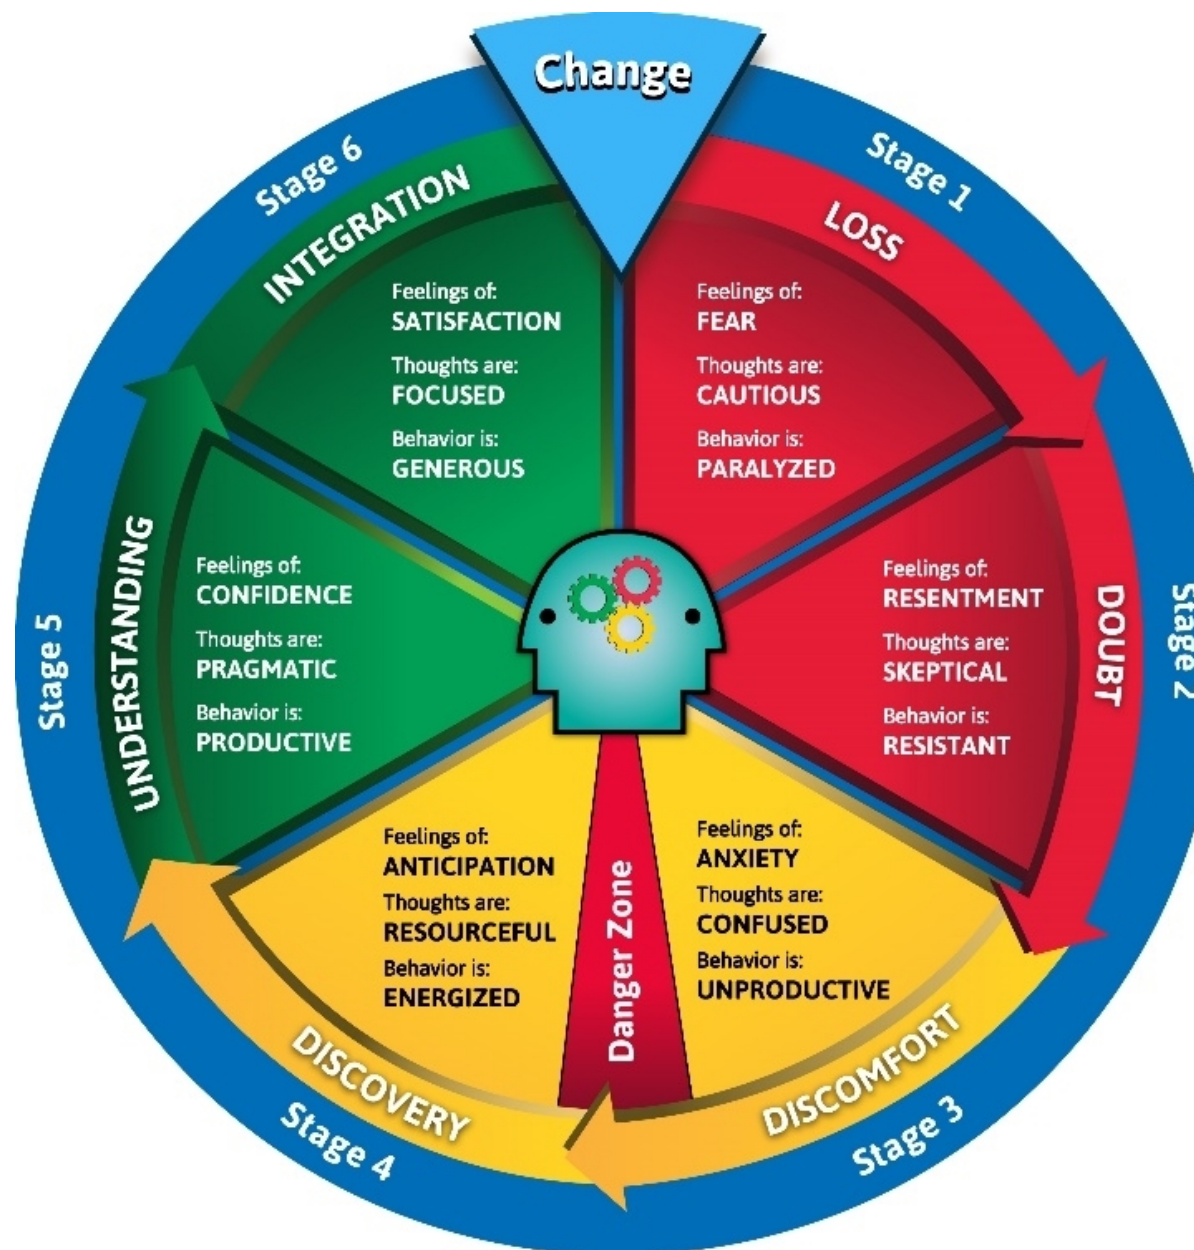 Change
Stage 1
LOSS
Feelings of:
FEAR
Thoughts are:
CAUTIOUS
Behavior is:
PARALYZED
Stage 2
DOUBT
Feelings of:
RESENTMENT
Thoughts are:
SKEPTICAL
Behavior is:
RESISTANT
Stage 3
DISCOMFORT
Feelings of:
ANXIETY
Thoughts are:
CONFUSED
Behavior is:
UNPRODUCTIVE
Danger Zone
Stage 4
DISCOVERY
Feelings of:
ANTICIPATION
Thoughts are:
RESOURCEFUL
Behavior is:
ENERGIZED
Stage 5
UNDERSTANDING
Feelings of:
CONFIDENCE
Thoughts are:
PRAGMATIC
Behavior is:
PRODUCTIVE
Stage 6
INTEGRATION
Feelings of:
SATISFACTION
Thoughts are:
FOCUSED
Behavior is:
GENEROUS